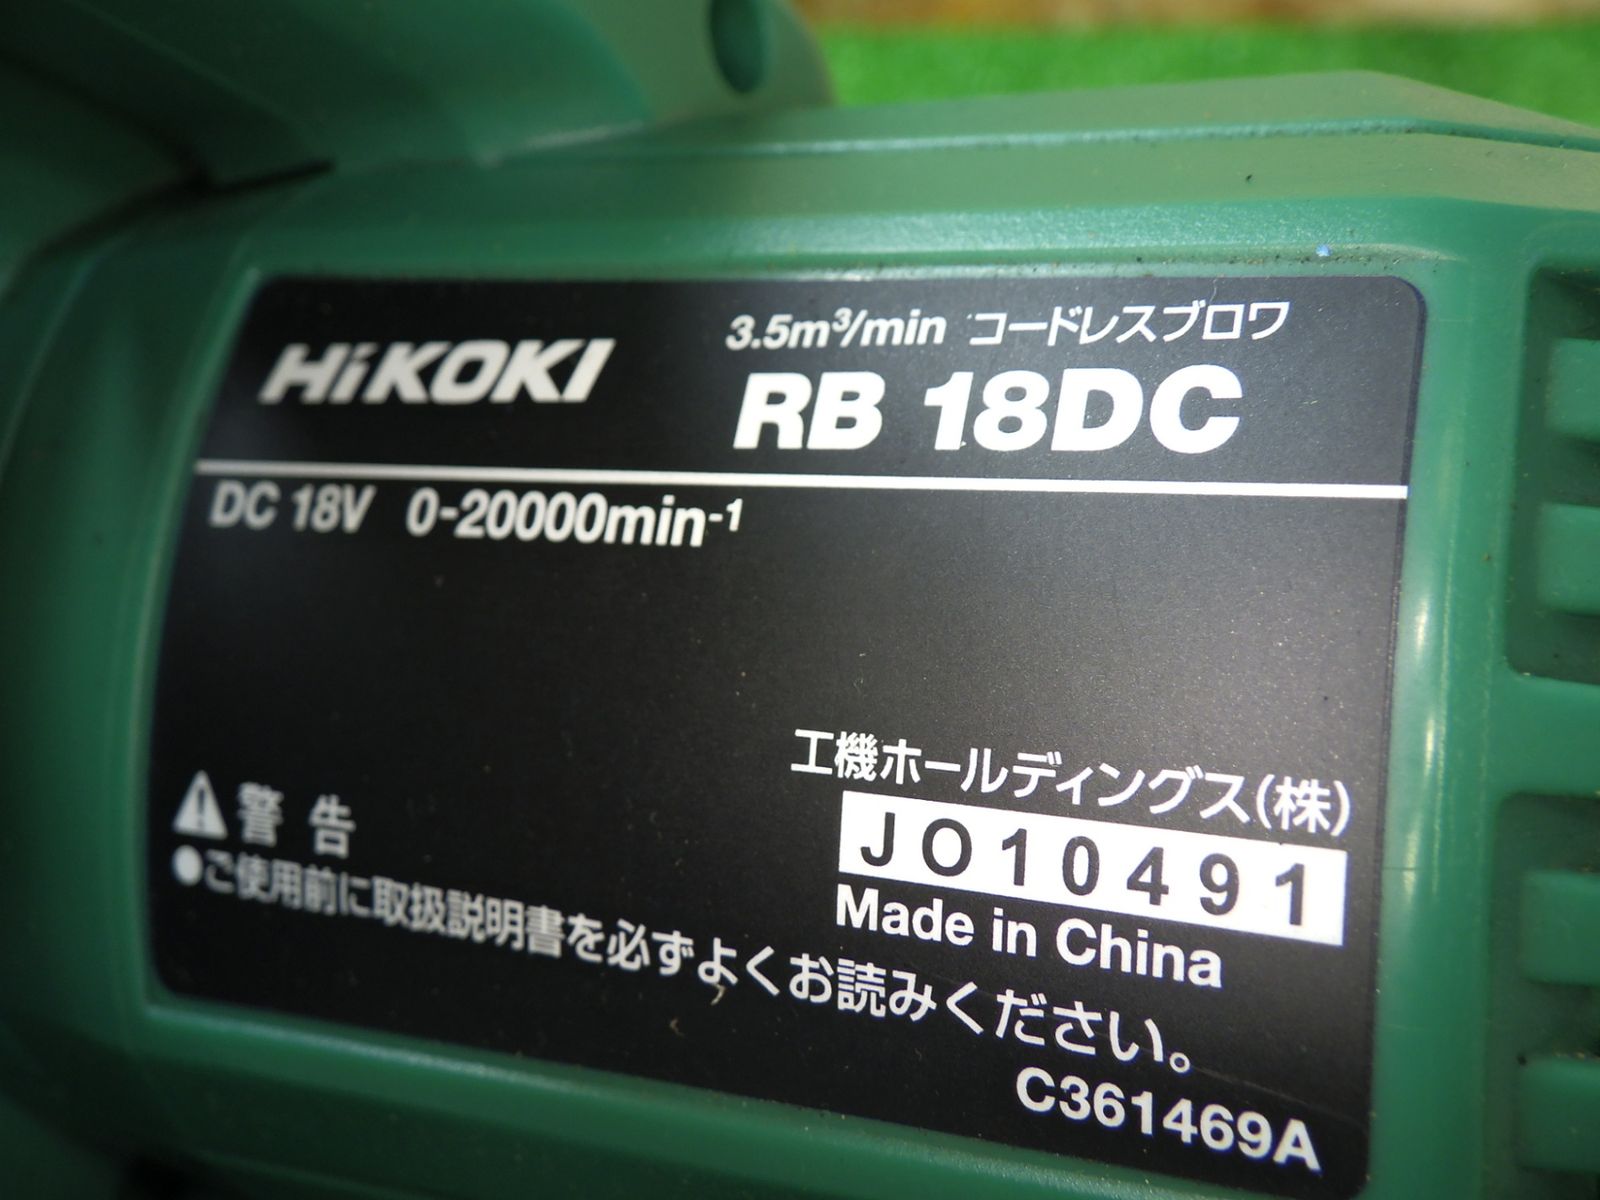 HiKOKI
3.5m³/min コードレスブロワ
RB 18DC
DC 18V 0-20000min⁻¹
工機ホールディングス(株)
JO10491
Made in China
警告
●ご使用前に取扱説明書を必ずよくお読みください。
C361469A